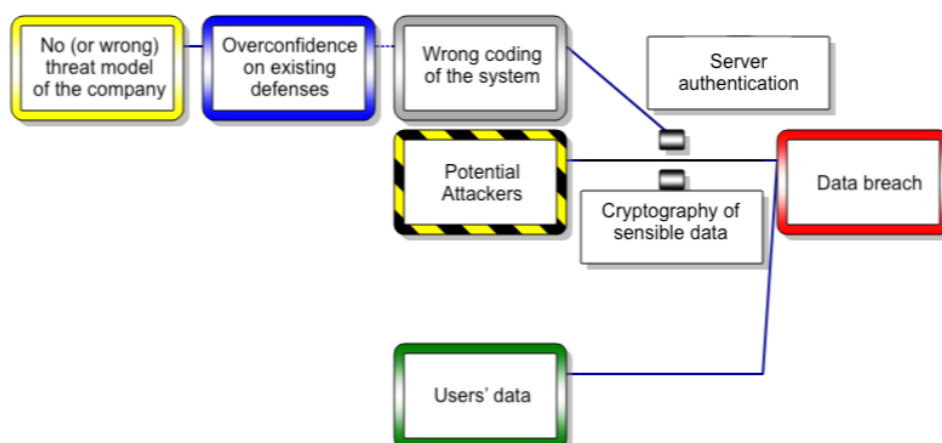 No (or wrong)
threat model
of the company
Overconfidence
on existing
defenses
Wrong coding
of the system
Server
authentication
Potential
Attackers
Cryptography of
sensible data
Data breach
Users’ data